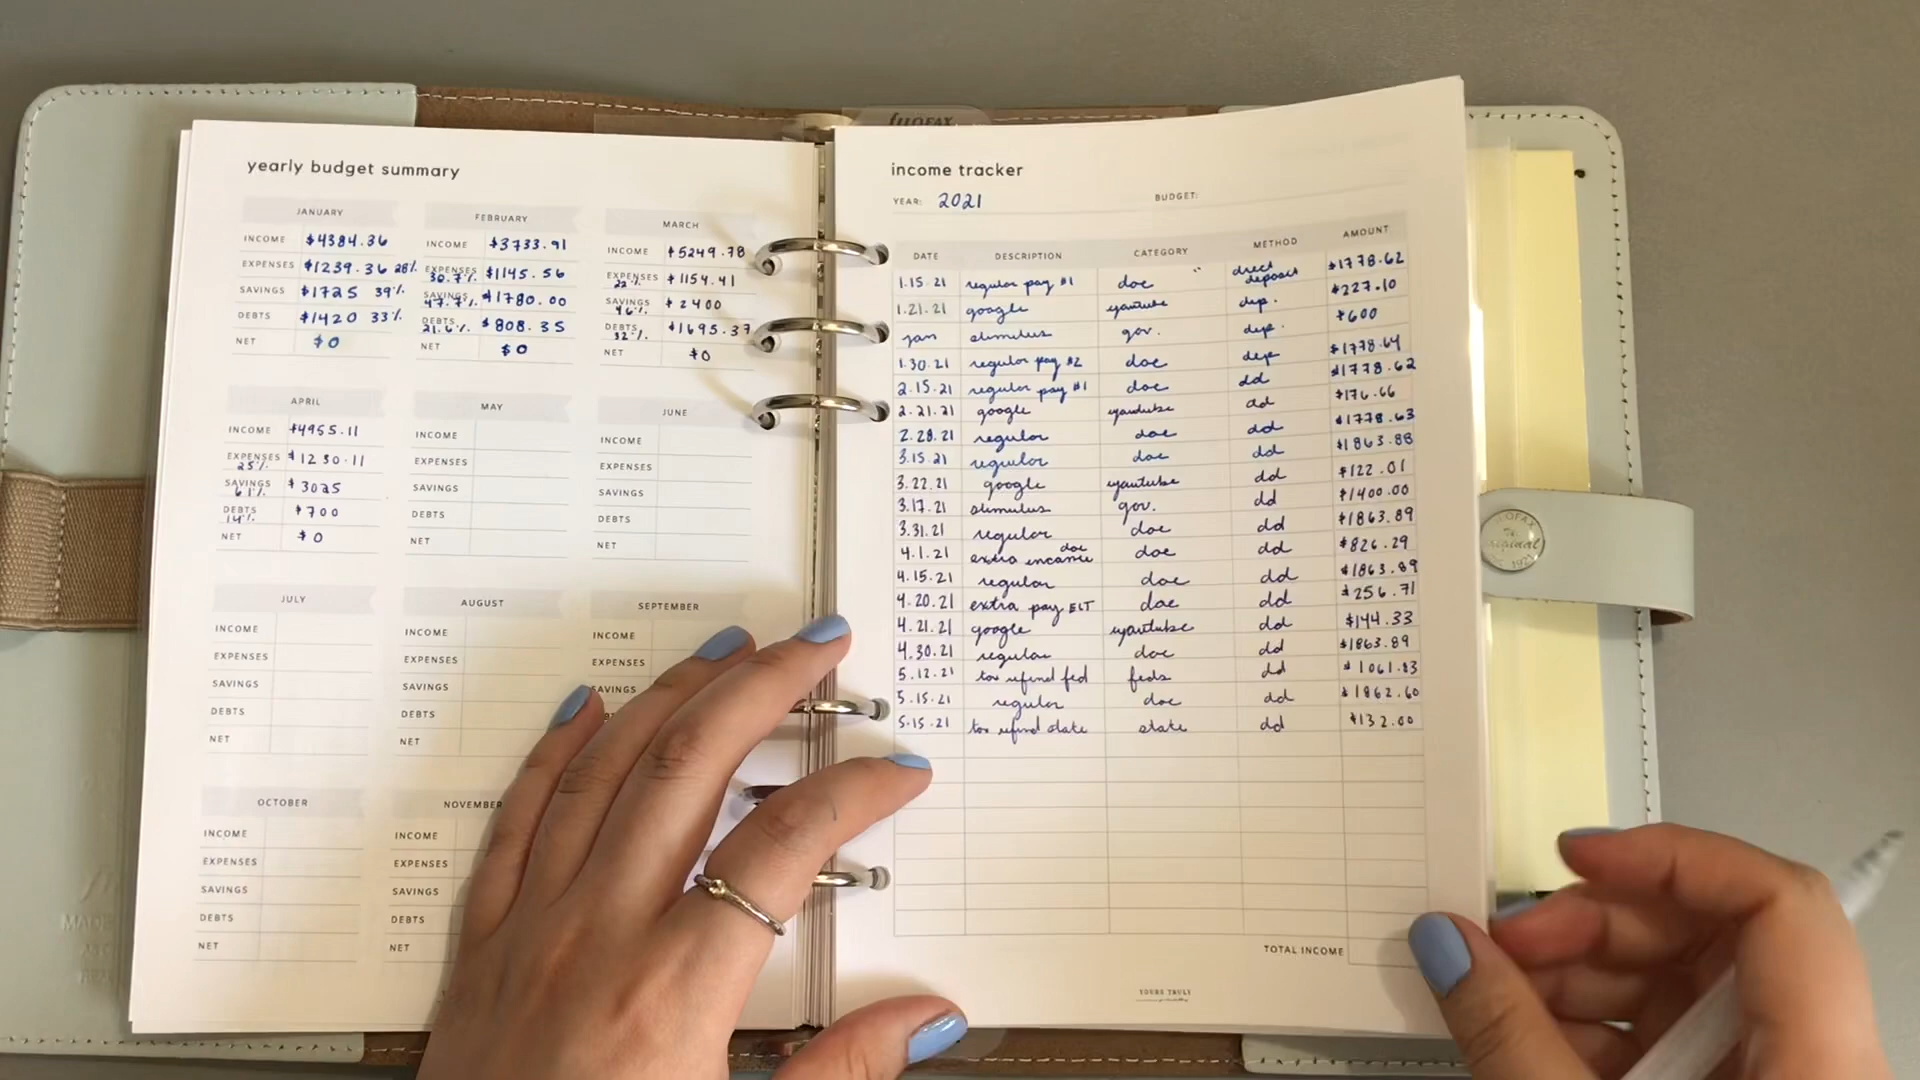 FILOFAX
yearly budget summary
JANUARY
INCOME $4384.36
EXPENSES $1239.36 28%
SAVINGS $1725 39%
DEBTS $1420 33%
NET $0
FEBRUARY
INCOME $3733.91
EXPENSES 30.7% $1145.56
SAVINGS 47.7% $1780.00
DEBTS 21.6% $808.35
NET $0
MARCH
INCOME $5249.78
EXPENSES 22% $1154.41
SAVINGS 46% $2400
DEBTS 32% $1695.37
NET $0
APRIL
INCOME $4955.11
EXPENSES 25% $1230.11
SAVINGS 61% $3025
DEBTS 14% $700
NET $0
MAY
INCOME
EXPENSES
SAVINGS
DEBTS
NET
JUNE
INCOME
EXPENSES
SAVINGS
DEBTS
NET
JULY
INCOME
EXPENSES
SAVINGS
DEBTS
NET
AUGUST
INCOME
EXPENSES
SAVINGS
DEBTS
NET
SEPTEMBER
INCOME
EXPENSES
SAVINGS
OCTOBER
INCOME
EXPENSES
SAVINGS
DEBTS
NET
NOVEMBER
INCOME
EXPENSES
SAVINGS
DEBTS
NET
income tracker
YEAR: 2021 BUDGET:
DATE DESCRIPTION CATEGORY METHOD AMOUNT
1.15.21 regular pay #1 doe direct deposit $1778.62
1.21.21 google youtube dep. $227.10
jan stimulus gov. dep. $600
1.30.21 regular pay #2 doe dep $1778.64
2.15.21 regular pay #1 doe dd $1778.62
2.21.21 google youtube dd $176.66
2.28.21 regular doe dd $1778.63
3.15.21 regular doe dd $1863.88
3.22.21 google youtube dd $122.01
3.17.21 stimulus gov. dd $1400.00
3.31.21 regular doe dd $1863.89
4.1.21 extra income doe doe dd $826.29
4.15.21 regular doe dd $1863.89
4.20.21 extra pay ELT doe dd $256.71
4.21.21 google youtube dd $144.33
4.30.21 regular doe dd $1863.89
5.12.21 tax refund fed feds dd $1061.83
5.15.21 regular doe dd $1862.60
5.15.21 tax refund state state dd $132.00
TOTAL INCOME
YOURS TRULY
FILOFAX
The original